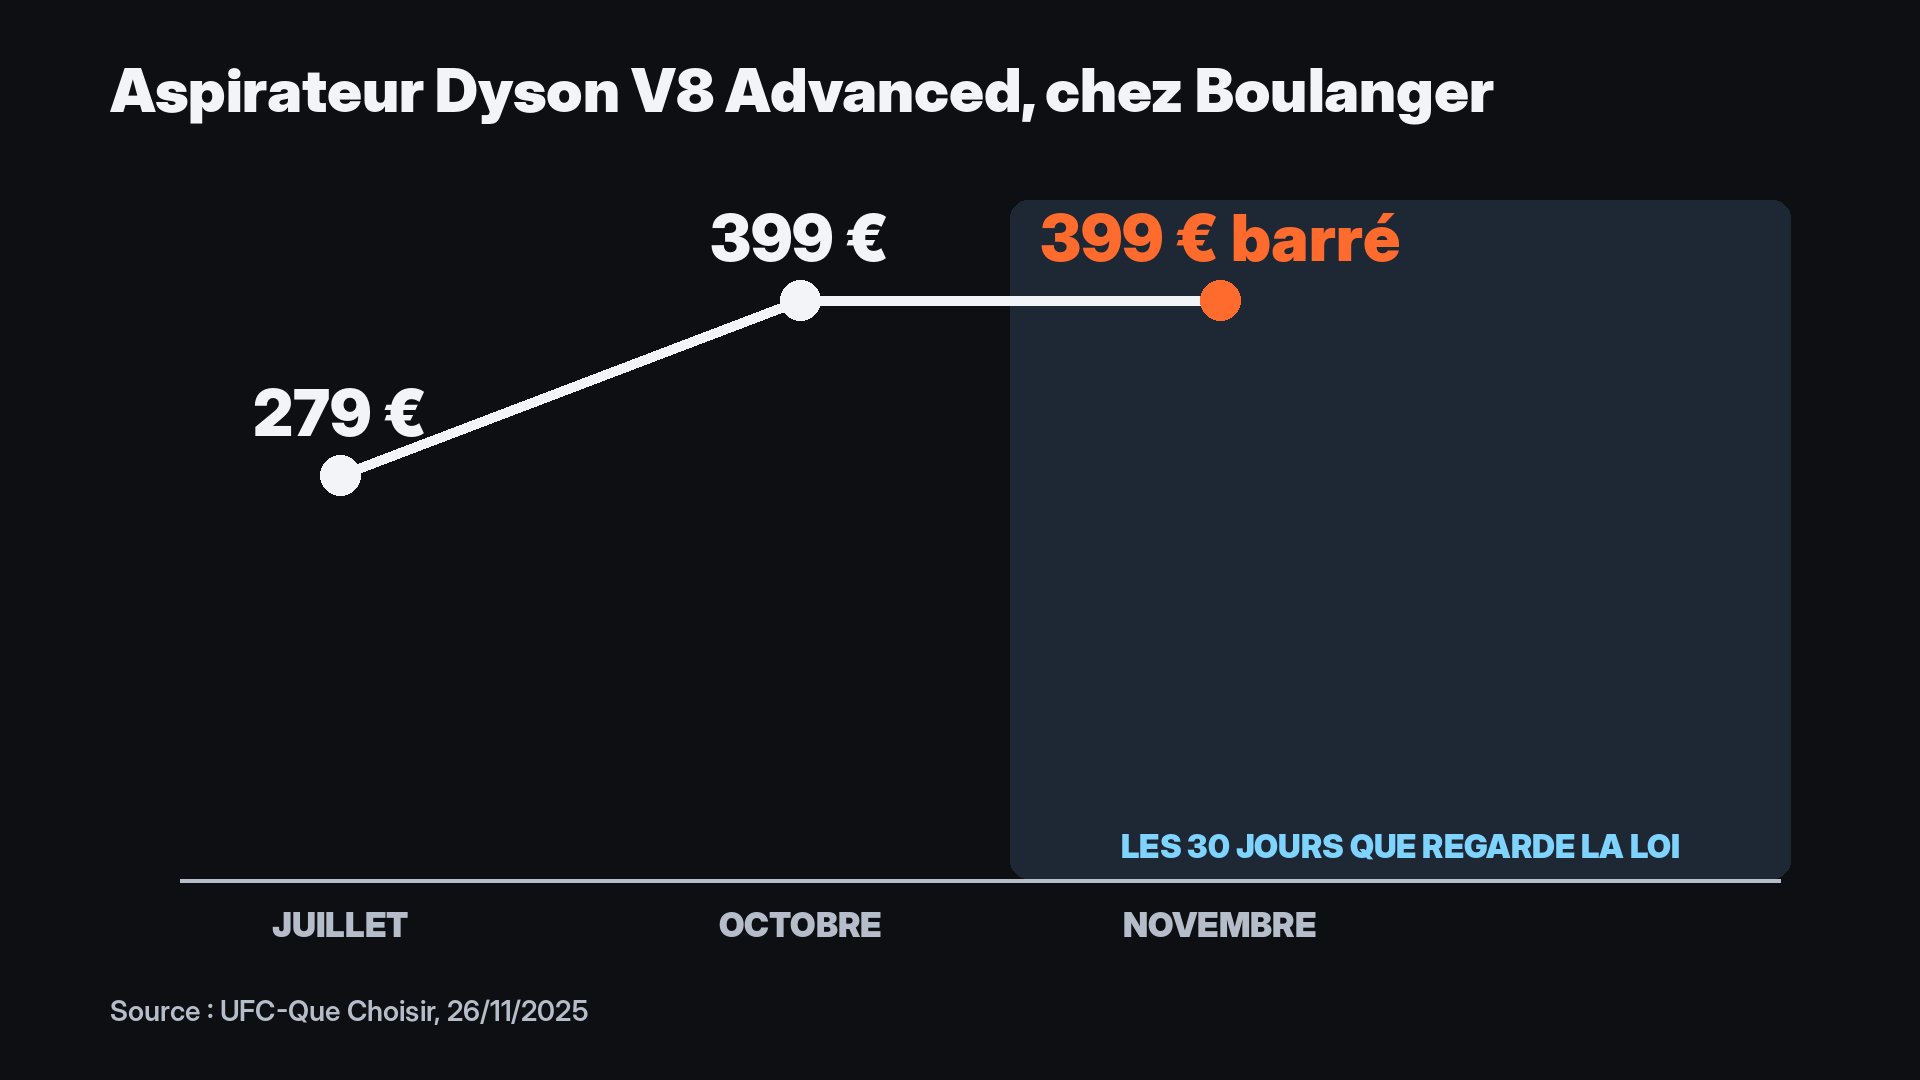 Aspirateur Dyson V8 Advanced, chez Boulanger
399 €
399 € barré
279 €
LES 30 JOURS QUE REGARDE LA LOI
JUILLET
OCTOBRE
NOVEMBRE
Source : UFC-Que Choisir, 26/11/2025